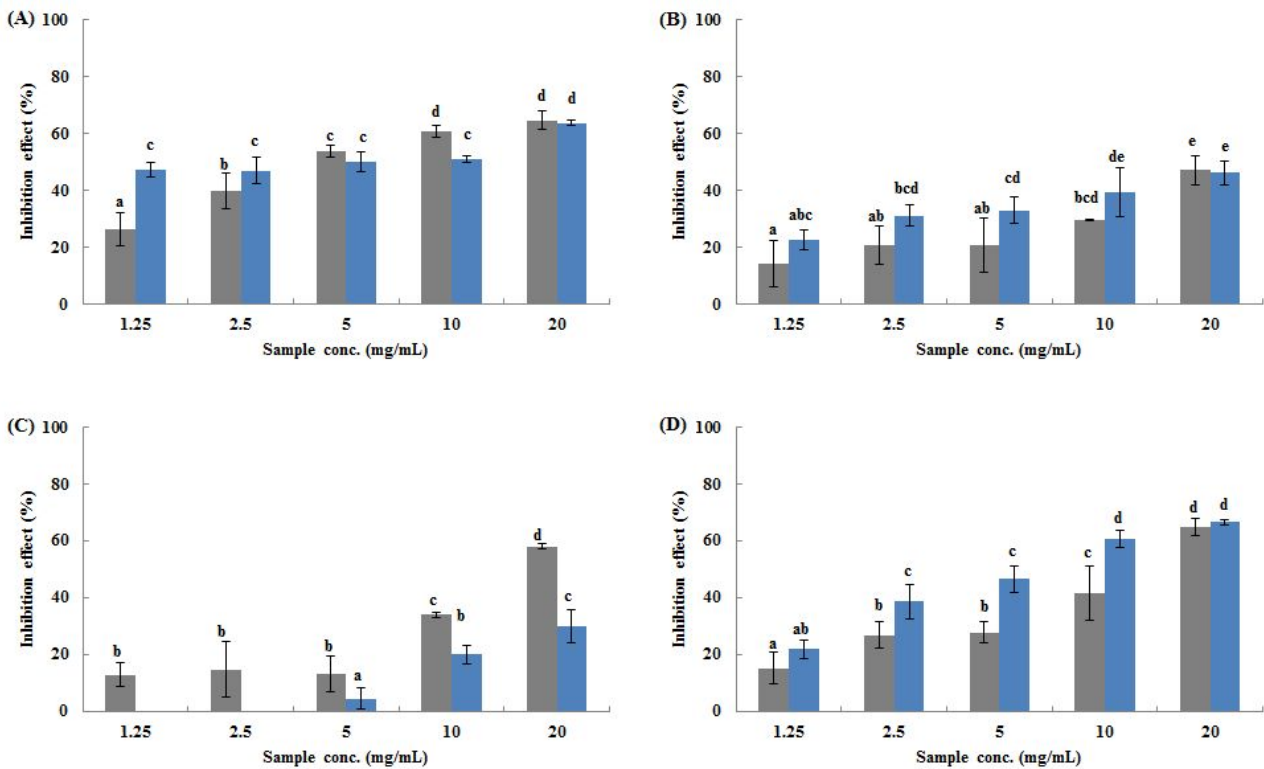 (A)
100
80
60
40
20
0
Inhibition effect (%)
a c b c c c d c d d
1.25 2.5 5 10 20
Sample conc. (mg/mL)
(B)
100
80
60
40
20
0
Inhibition effect (%)
a abc ab bcd ab cd bcd de e e
1.25 2.5 5 10 20
Sample conc. (mg/mL)
(C)
100
80
60
40
20
0
Inhibition effect (%)
b b b a c b d c
1.25 2.5 5 10 20
Sample conc. (mg/mL)
(D)
100
80
60
40
20
0
Inhibition effect (%)
a ab b c b c c d d d
1.25 2.5 5 10 20
Sample conc. (mg/mL)